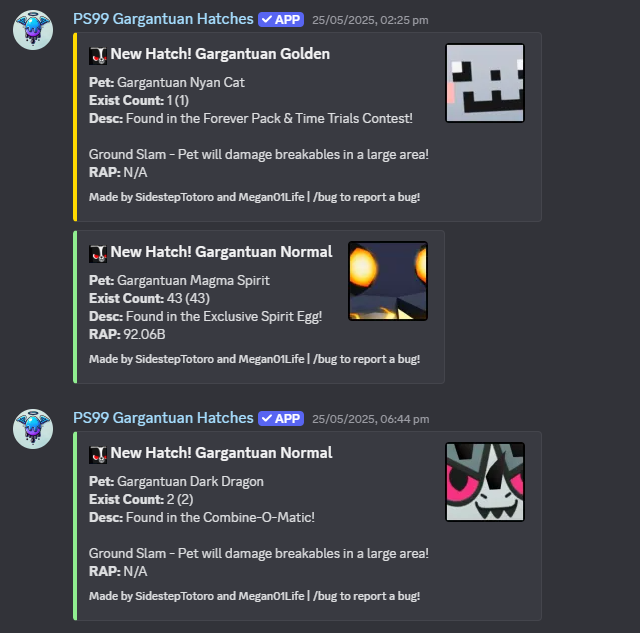 PS99 Gargantuan Hatches ✓ APP 25/05/2025, 02:25 pm
New Hatch! Gargantuan Golden
Pet: Gargantuan Nyan Cat
Exist Count: 1 (1)
Desc: Found in the Forever Pack & Time Trials Contest!
Ground Slam - Pet will damage breakables in a large area!
RAP: N/A
Made by SidestepTotoro and Megan01Life | /bug to report a bug!
New Hatch! Gargantuan Normal
Pet: Gargantuan Magma Spirit
Exist Count: 43 (43)
Desc: Found in the Exclusive Spirit Egg!
RAP: 92.06B
Made by SidestepTotoro and Megan01Life | /bug to report a bug!
PS99 Gargantuan Hatches ✓ APP 25/05/2025, 06:44 pm
New Hatch! Gargantuan Normal
Pet: Gargantuan Dark Dragon
Exist Count: 2 (2)
Desc: Found in the Combine-O-Matic!
Ground Slam - Pet will damage breakables in a large area!
RAP: N/A
Made by SidestepTotoro and Megan01Life | /bug to report a bug!